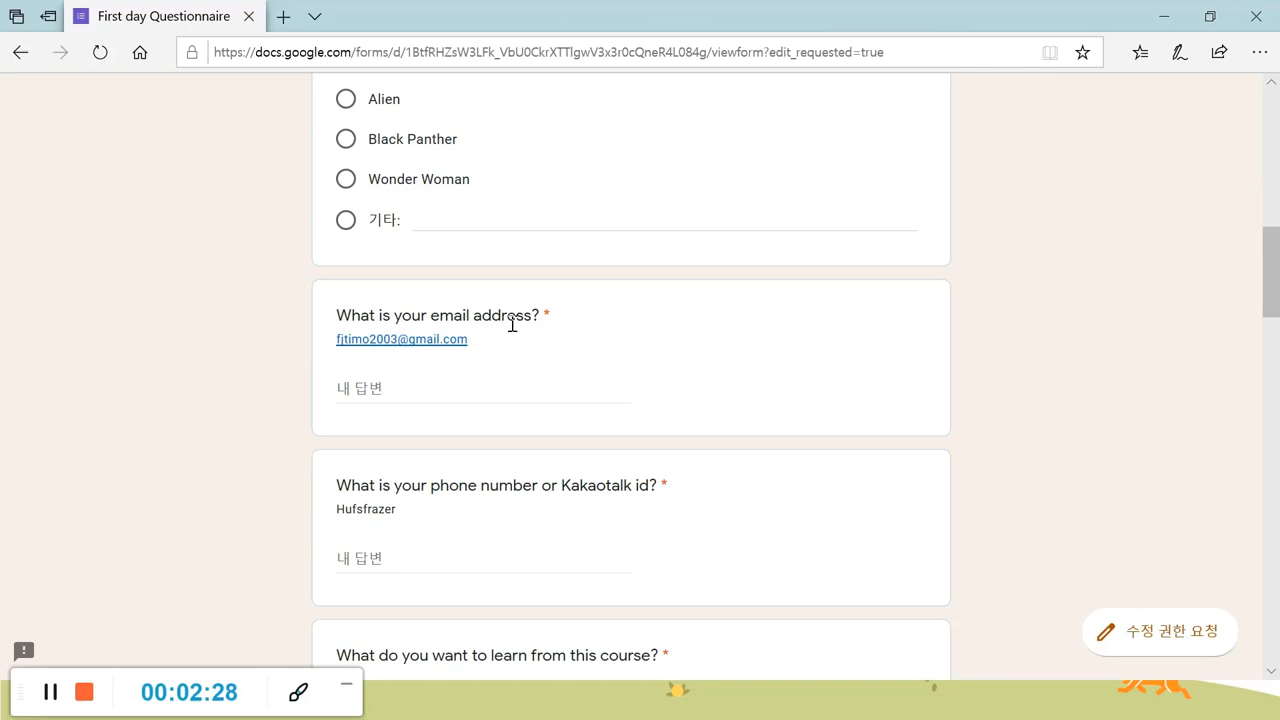 First day Questionnaire
https://docs.google.com/forms/d/1BtfRHZsW3LFk_VbU0CkrXTTlgwV3x3r0cQneR4L084g/viewform?edit_requested=true
Alien
Black Panther
Wonder Woman
기타:
What is your email address? *
fjtimo2003@gmail.com
내 답변
What is your phone number or Kakaotalk id? *
Hufsfrazer
내 답변
수정 권한 요청
What do you want to learn from this course? *
00:02:28